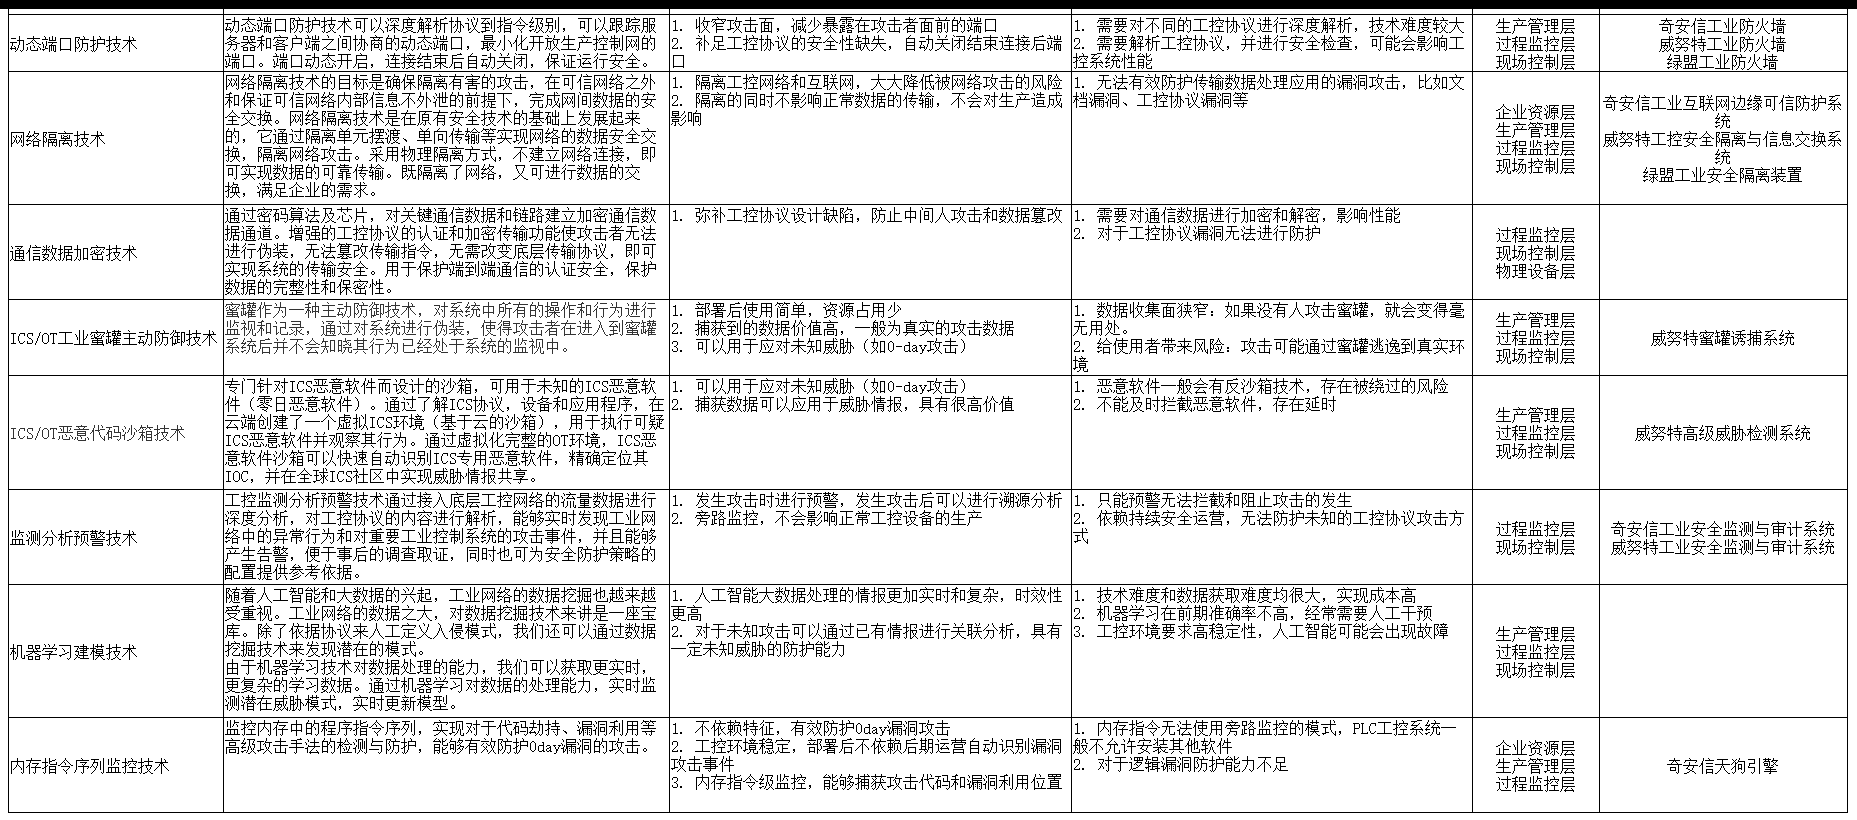 动态端口防护技术
动态端口防护技术可以深度解析协议到指令级别，可以跟踪服
务器和客户端之间协商的动态端口，最小化开放生产控制网的
端口。端口动态开启，连接结束后自动关闭，保证运行安全。
1. 收窄攻击面，减少暴露在攻击者面前的端口
2. 补足工控协议的安全性缺失，自动关闭结束连接后端
口
1. 需要对不同的工控协议进行深度解析，技术难度较大
2. 需要解析工控协议，并进行安全检查，可能会影响工
控系统性能
生产管理层
过程监控层
现场控制层
奇安信工业防火墙
威努特工业防火墙
绿盟工业防火墙
网络隔离技术
网络隔离技术的目标是确保隔离有害的攻击，在可信网络之外
和保证可信网络内部信息不外泄的前提下，完成网间数据的安
全交换。网络隔离技术是在原有安全技术的基础上发展起来
的，它通过隔离单元摆渡、单向传输等实现网络的数据安全交
换，隔离网络攻击。采用物理隔离方式，不建立网络连接，即
可实现数据的可靠传输。既隔离了网络，又可进行数据的交
换，满足企业的需求。
1. 隔离工控网络和互联网，大大降低被网络攻击的风险
2. 隔离的同时不影响正常数据的传输，不会对生产造成
影响
1. 无法有效防护传输数据处理应用的漏洞攻击，比如文
档漏洞、工控协议漏洞等
企业资源层
生产管理层
过程监控层
现场控制层
奇安信工业互联网边缘可信防护系
统
威努特工控安全隔离与信息交换系
统
绿盟工业安全隔离装置
通信数据加密技术
通过密码算法及芯片，对关键通信数据和链路建立加密通信数
据通道。增强的工控协议的认证和加密传输功能使攻击者无法
进行伪装，无法篡改传输指令，无需改变底层传输协议，即可
实现系统的传输安全。用于保护端到端通信的认证安全，保护
数据的完整性和保密性。
1. 弥补工控协议设计缺陷，防止中间人攻击和数据篡改
1. 需要对通信数据进行加密和解密，影响性能
2. 对于工控协议漏洞无法进行防护
过程监控层
现场控制层
物理设备层
ICS/OT工业蜜罐主动防御技术
蜜罐作为一种主动防御技术，对系统中所有的操作和行为进行
监视和记录，通过对系统进行伪装，使得攻击者在进入到蜜罐
系统后并不会知晓其行为已经处于系统的监视中。
1. 部署后使用简单，资源占用少
2. 捕获到的数据价值高，一般为真实的攻击数据
3. 可以用于应对未知威胁（如0-day攻击）
1. 数据收集面狭窄：如果没有人攻击蜜罐，就会变得毫
无用处。
2. 给使用者带来风险：攻击可能通过蜜罐逃逸到真实环
境
生产管理层
过程监控层
现场控制层
威努特蜜罐诱捕系统
ICS/OT恶意代码沙箱技术
专门针对ICS恶意软件而设计的沙箱，可用于未知的ICS恶意软
件（零日恶意软件）。通过了解ICS协议，设备和应用程序，在
云端创建了一个虚拟ICS环境（基于云的沙箱），用于执行可疑
ICS恶意软件并观察其行为。通过虚拟化完整的OT环境，ICS恶
意软件沙箱可以快速自动识别ICS专用恶意软件，精确定位其
IOC，并在全球ICS社区中实现威胁情报共享。
1. 可以用于应对未知威胁（如0-day攻击）
2. 捕获数据可以应用于威胁情报，具有很高价值
1. 恶意软件一般会有反沙箱技术，存在被绕过的风险
2. 不能及时拦截恶意软件，存在延时
生产管理层
过程监控层
现场控制层
威努特高级威胁检测系统
监测分析预警技术
工控监测分析预警技术通过接入底层工控网络的流量数据进行
深度分析，对工控协议的内容进行解析，能够实时发现工业网
络中的异常行为和对重要工业控制系统的攻击事件，并且能够
产生告警，便于事后的调查取证，同时也可为安全防护策略的
配置提供参考依据。
1. 发生攻击时进行预警，发生攻击后可以进行溯源分析
2. 旁路监控，不会影响正常工控设备的生产
1. 只能预警无法拦截和阻止攻击的发生
2. 依赖持续安全运营，无法防护未知的工控协议攻击方
式
过程监控层
现场控制层
奇安信工业安全监测与审计系统
威努特工业安全监测与审计系统
机器学习建模技术
随着人工智能和大数据的兴起，工业网络的数据挖掘也越来越
受重视。工业网络的数据之大，对数据挖掘技术来讲是一座宝
库。除了依据协议来人工定义入侵模式，我们还可以通过数据
挖掘技术来发现潜在的模式。
由于机器学习技术对数据处理的能力，我们可以获取更实时，
更复杂的学习数据。通过机器学习对数据的处理能力，实时监
测潜在威胁模式，实时更新模型。
1. 人工智能大数据处理的情报更加实时和复杂，时效性
更高
2. 对于未知攻击可以通过已有情报进行关联分析，具有
一定未知威胁的防护能力
1. 技术难度和数据获取难度均很大，实现成本高
2. 机器学习在前期准确率不高，经常需要人工干预
3. 工控环境要求高稳定性，人工智能可能会出现故障
生产管理层
过程监控层
现场控制层
内存指令序列监控技术
监控内存中的程序指令序列，实现对于代码劫持、漏洞利用等
高级攻击手法的检测与防护，能够有效防护0day漏洞的攻击。
1. 不依赖特征，有效防护0day漏洞攻击
2. 工控环境稳定，部署后不依赖后期运营自动识别漏洞
攻击事件
3. 内存指令级监控，能够捕获攻击代码和漏洞利用位置
1. 内存指令无法使用旁路监控的模式，PLC工控系统一
般不允许安装其他软件
2. 对于逻辑漏洞防护能力不足
企业资源层
生产管理层
过程监控层
奇安信天狗引擎